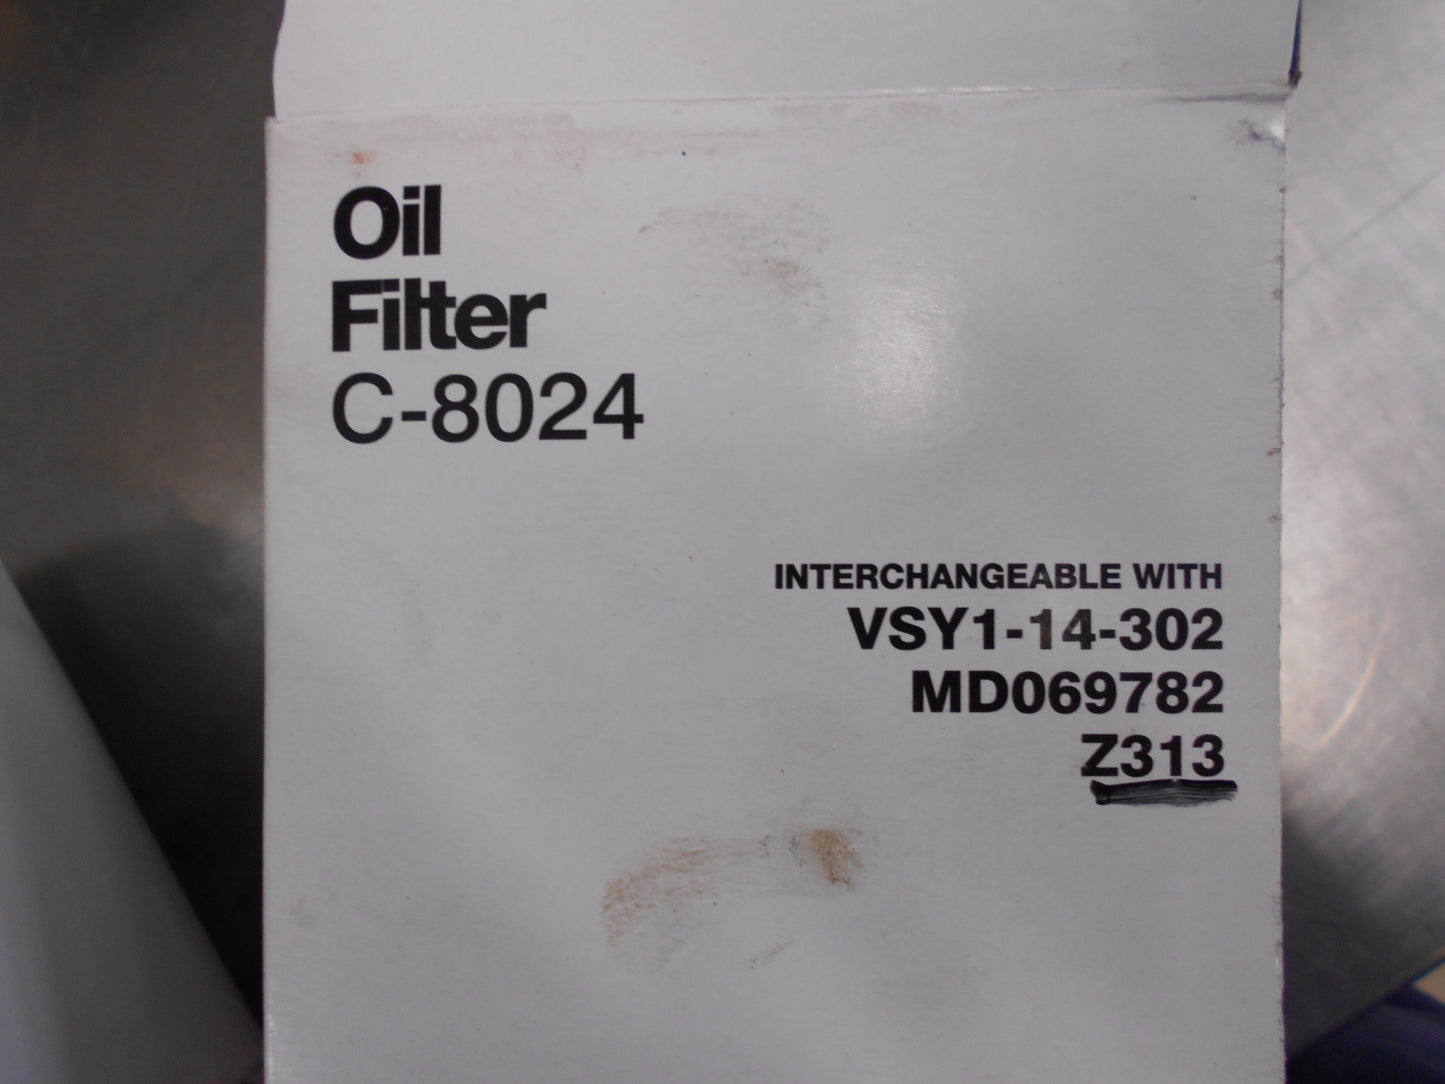 Oil
Filter
C-8024
INTERCHANGEABLE WITH
VSY1-14-302
MD069782
Z313